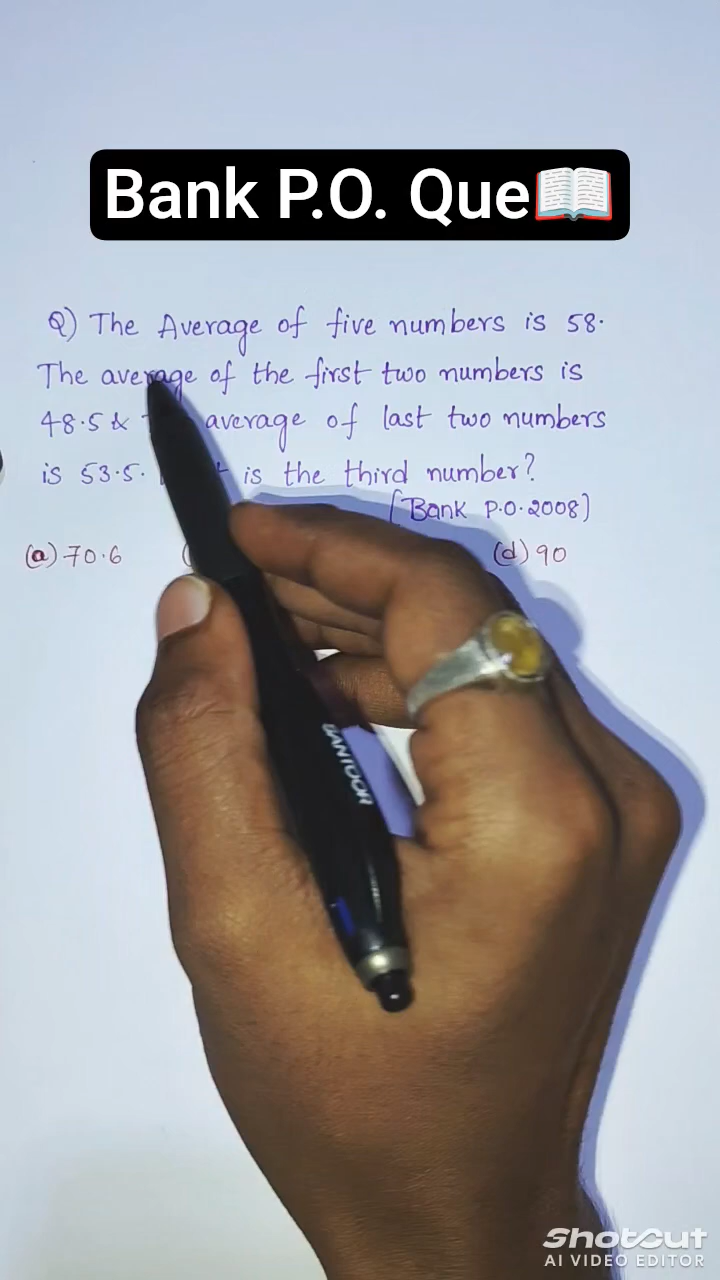 Bank P.O. Que📖
Q) The Average of five numbers is 58.
The average of the first two numbers is
48.5 & average of last two numbers
is 53.5. is the third number?
[Bank P.O. 2008]
(a) 70.6 (d) 90
SANTOOR
ShotCut
AI VIDEO EDITOR